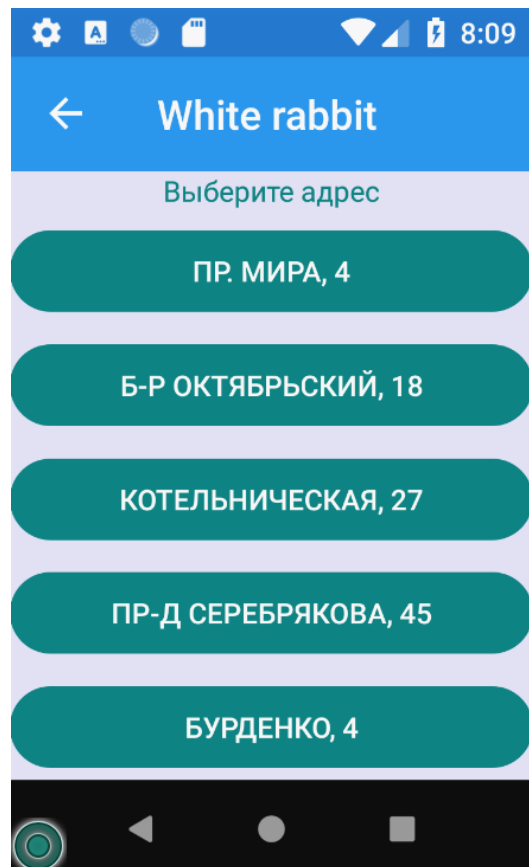 8:09
White rabbit
Выберите адрес
ПР. МИРА, 4
Б-Р ОКТЯБРЬСКИЙ, 18
КОТЕЛЬНИЧЕСКАЯ, 27
ПР-Д СЕРЕБРЯКОВА, 45
БУРДЕНКО, 4